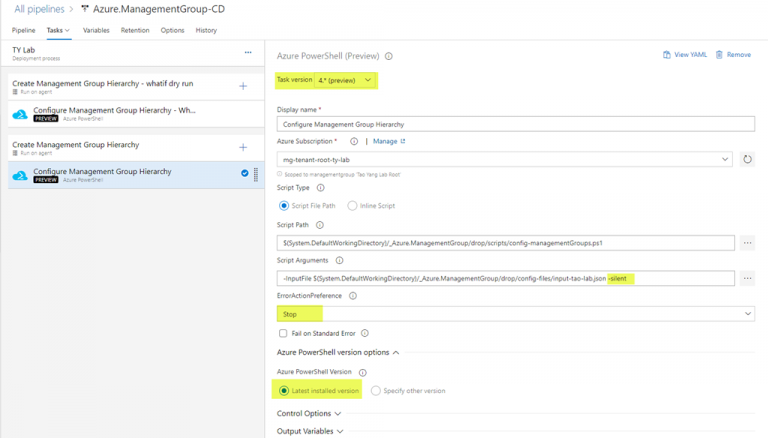 All pipelines > Azure.ManagementGroup-CD
Pipeline Tasks Variables Retention Options History
TY Lab
Deployment process
Create Management Group Hierarchy - whatif dry run
Run on agent
Configure Management Group Hierarchy - Wh...
PREVIEW Azure PowerShell
Create Management Group Hierarchy
Run on agent
Configure Management Group Hierarchy
PREVIEW Azure PowerShell
Azure PowerShell (Preview)
View YAML Remove
Task version 4.* (preview)
Display name *
Configure Management Group Hierarchy
Azure Subscription * | Manage
mg-tenant-root-ty-lab
Scoped to managementgroup 'Tao Yang Lab Root'
Script Type
Script File Path Inline Script
Script Path
$(System.DefaultWorkingDirectory)/_Azure.ManagementGroup/drop/scripts/config-managementGroups.ps1
Script Arguments
-InputFile $(System.DefaultWorkingDirectory)/_Azure.ManagementGroup/drop/config-files/input-tao-lab.json -silent
ErrorActionPreference
Stop
Fail on Standard Error
Azure PowerShell version options
Azure PowerShell Version
Latest installed version Specify other version
Control Options
Output Variables